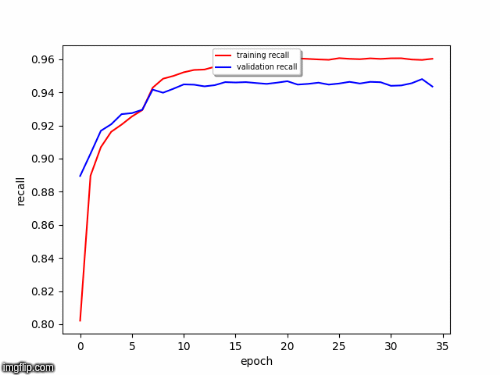 training recall
validation recall
recall
0.96
0.94
0.92
0.90
0.88
0.86
0.84
0.82
0.80
0 5 10 15 20 25 30 35
epoch
imgflip.com